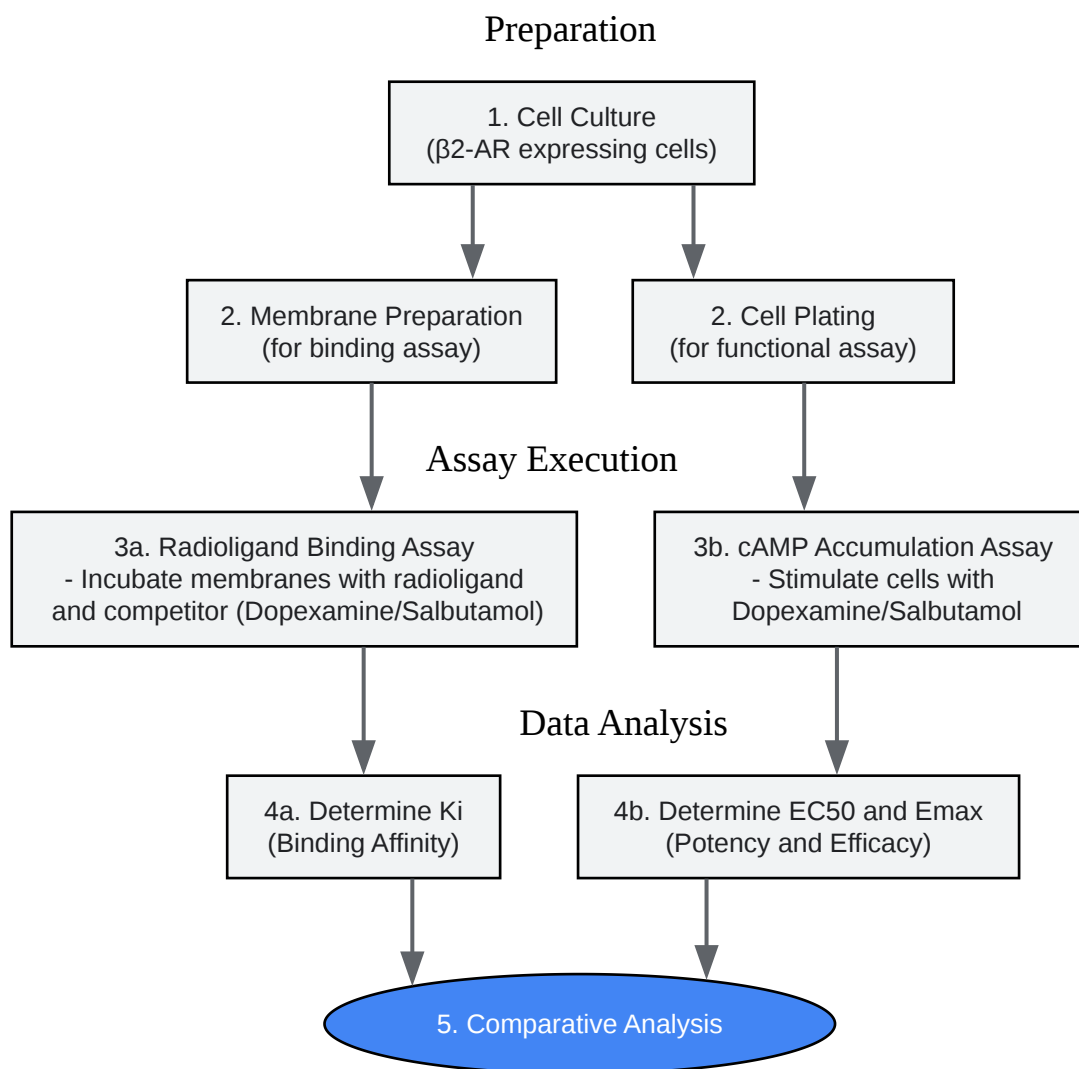 Preparation
1. Cell Culture
(β2-AR expressing cells)
2. Membrane Preparation
(for binding assay)
2. Cell Plating
(for functional assay)
Assay Execution
3a. Radioligand Binding Assay
- Incubate membranes with radioligand
and competitor (Dopexamine/Salbutamol)
3b. cAMP Accumulation Assay
- Stimulate cells with
Dopexamine/Salbutamol
Data Analysis
4a. Determine Ki
(Binding Affinity)
4b. Determine EC50 and Emax
(Potency and Efficacy)
5. Comparative Analysis